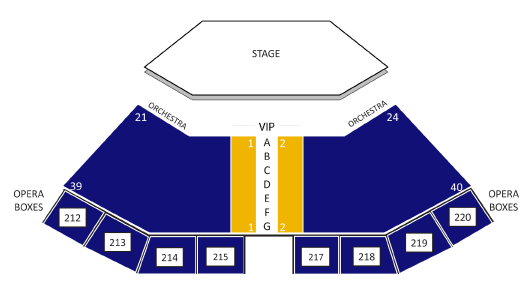 STAGE
ORCHESTRA
ORCHESTRA
21
24
VIP
1 A 2
B
C
D
E
F
1 G 2
39
40
OPERA
BOXES
OPERA
BOXES
212
213
214
215
217
218
219
220